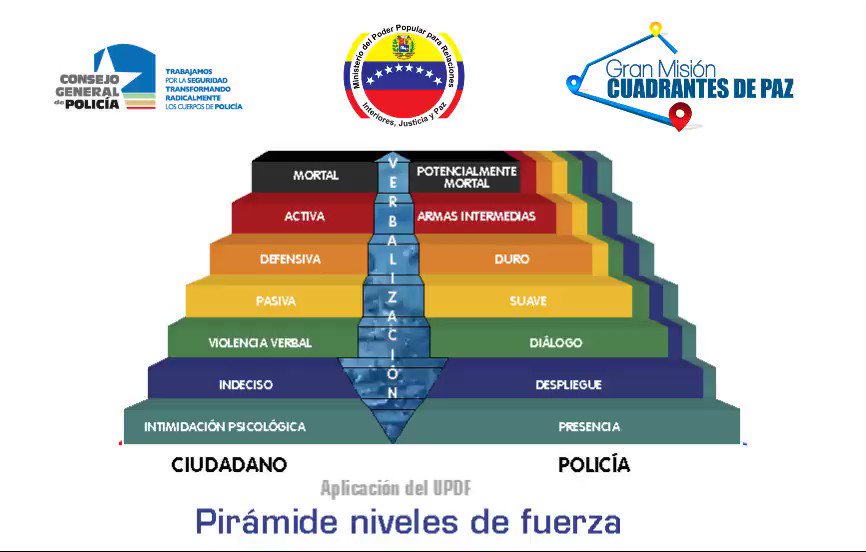 CONSEJO
GENERAL
de POLICÍA
TRABAJAMOS
POR LA SEGURIDAD
TRANSFORMANDO
RADICALMENTE
LOS CUERPOS DE POLICÍA
Ministerio del Poder Popular para Relaciones
Interiores, Justicia y Paz
Gran Misión
CUADRANTES DE PAZ
VERBALIZACIÓN
MORTAL
POTENCIALMENTE
MORTAL
ACTIVA
ARMAS INTERMEDIAS
DEFENSIVA
DURO
PASIVA
SUAVE
VIOLENCIA VERBAL
DIÁLOGO
INDECISO
DESPLIEGUE
INTIMIDACIÓN PSICOLÓGICA
PRESENCIA
CIUDADANO
POLICÍA
Aplicación del UPDF
Pirámide niveles de fuerza